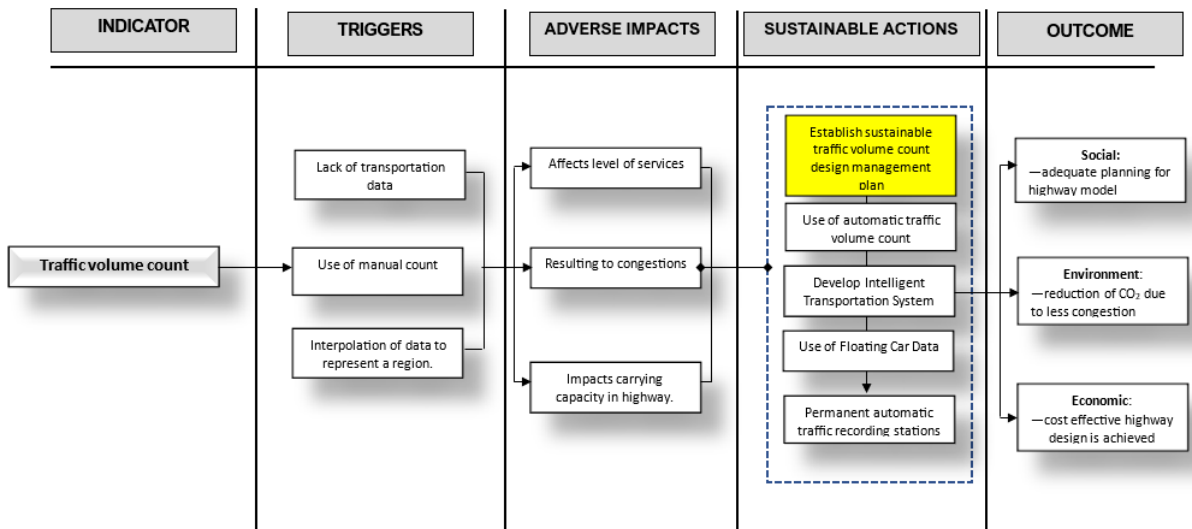 INDICATOR
TRIGGERS
ADVERSE IMPACTS
SUSTAINABLE ACTIONS
OUTCOME
Traffic volume count
Lack of transportation
data
Use of manual count
Interpolation of data to
represent a region.
Affects level of services
Resulting to congestions
Impacts carrying
capacity in highway.
Establish sustainable
traffic volume count
design management
plan
Use of automatic traffic
volume count
Develop Intelligent
Transportation System
Use of Floating Car Data
Permanent automatic
traffic recording stations
Social:
—adequate planning for
highway model
Environment:
—reduction of CO₂ due
to less congestion
Economic:
—cost effective highway
design is achieved